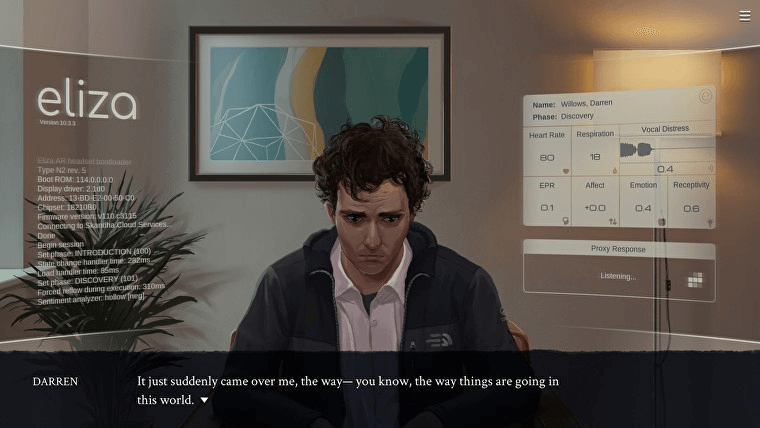 eliza
Version 10.3.3
Eliza AR headset bootloader
Type N2 rev. 5
Boot ROM: 114.0.0.0.0
Display driver: 2.1d0
Address: 13-BD-E2-00-50-C0
Chipset: 18210B0
Firmware version: v110.c3115
Connecting to Skandha Cloud Services...
Done
Begin session
Set phase: INTRODUCTION (100)
State change handler time: 282ms
Load handler time: 85ms
Set phase: DISCOVERY (101)
Forced reflow during execution: 310ms
Sentiment analyzer: hollow [neg]
Name: Willows, Darren
Phase: Discovery
Heart Rate
80
Respiration
18
Vocal Distress
0.4
EPR
0.1
Affect
+0.0
Emotion
0.4
Receptivity
0.6
Proxy Response
Listening...
DARREN
It just suddenly came over me, the way— you know, the way things are going in
this world.